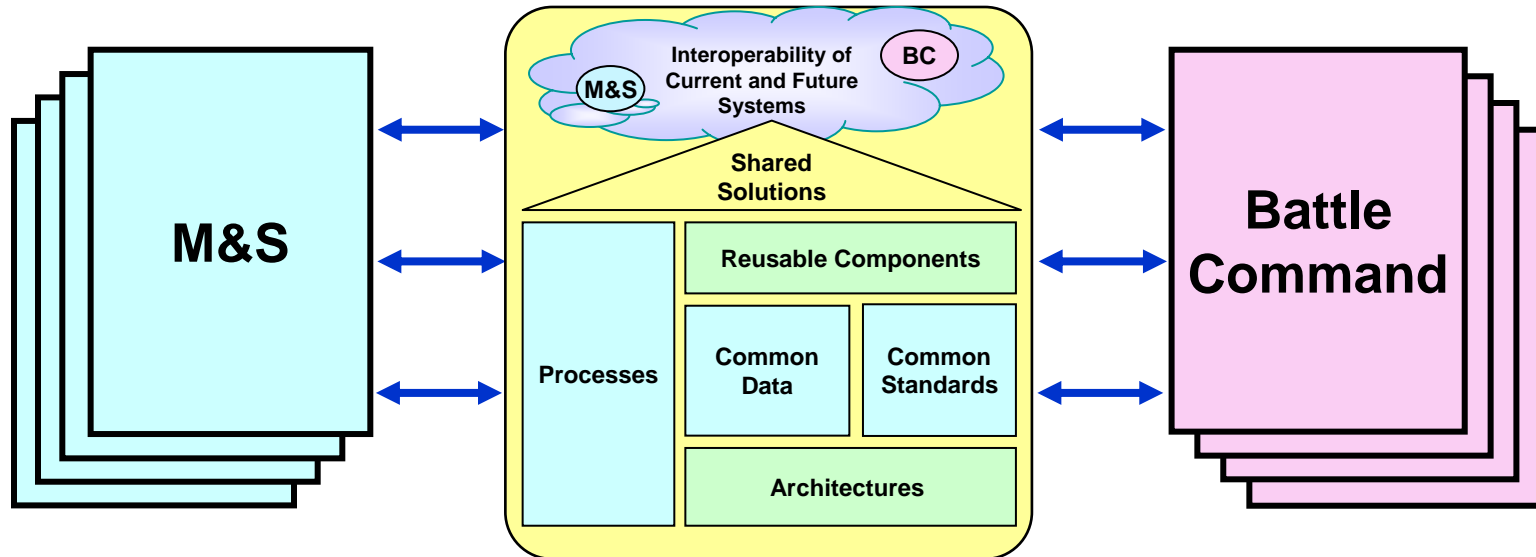 M&S
Interoperability of
Current and Future
Systems
M&S
BC
Shared
Solutions
Processes
Reusable Components
Common
Data
Common
Standards
Architectures
Battle
Command